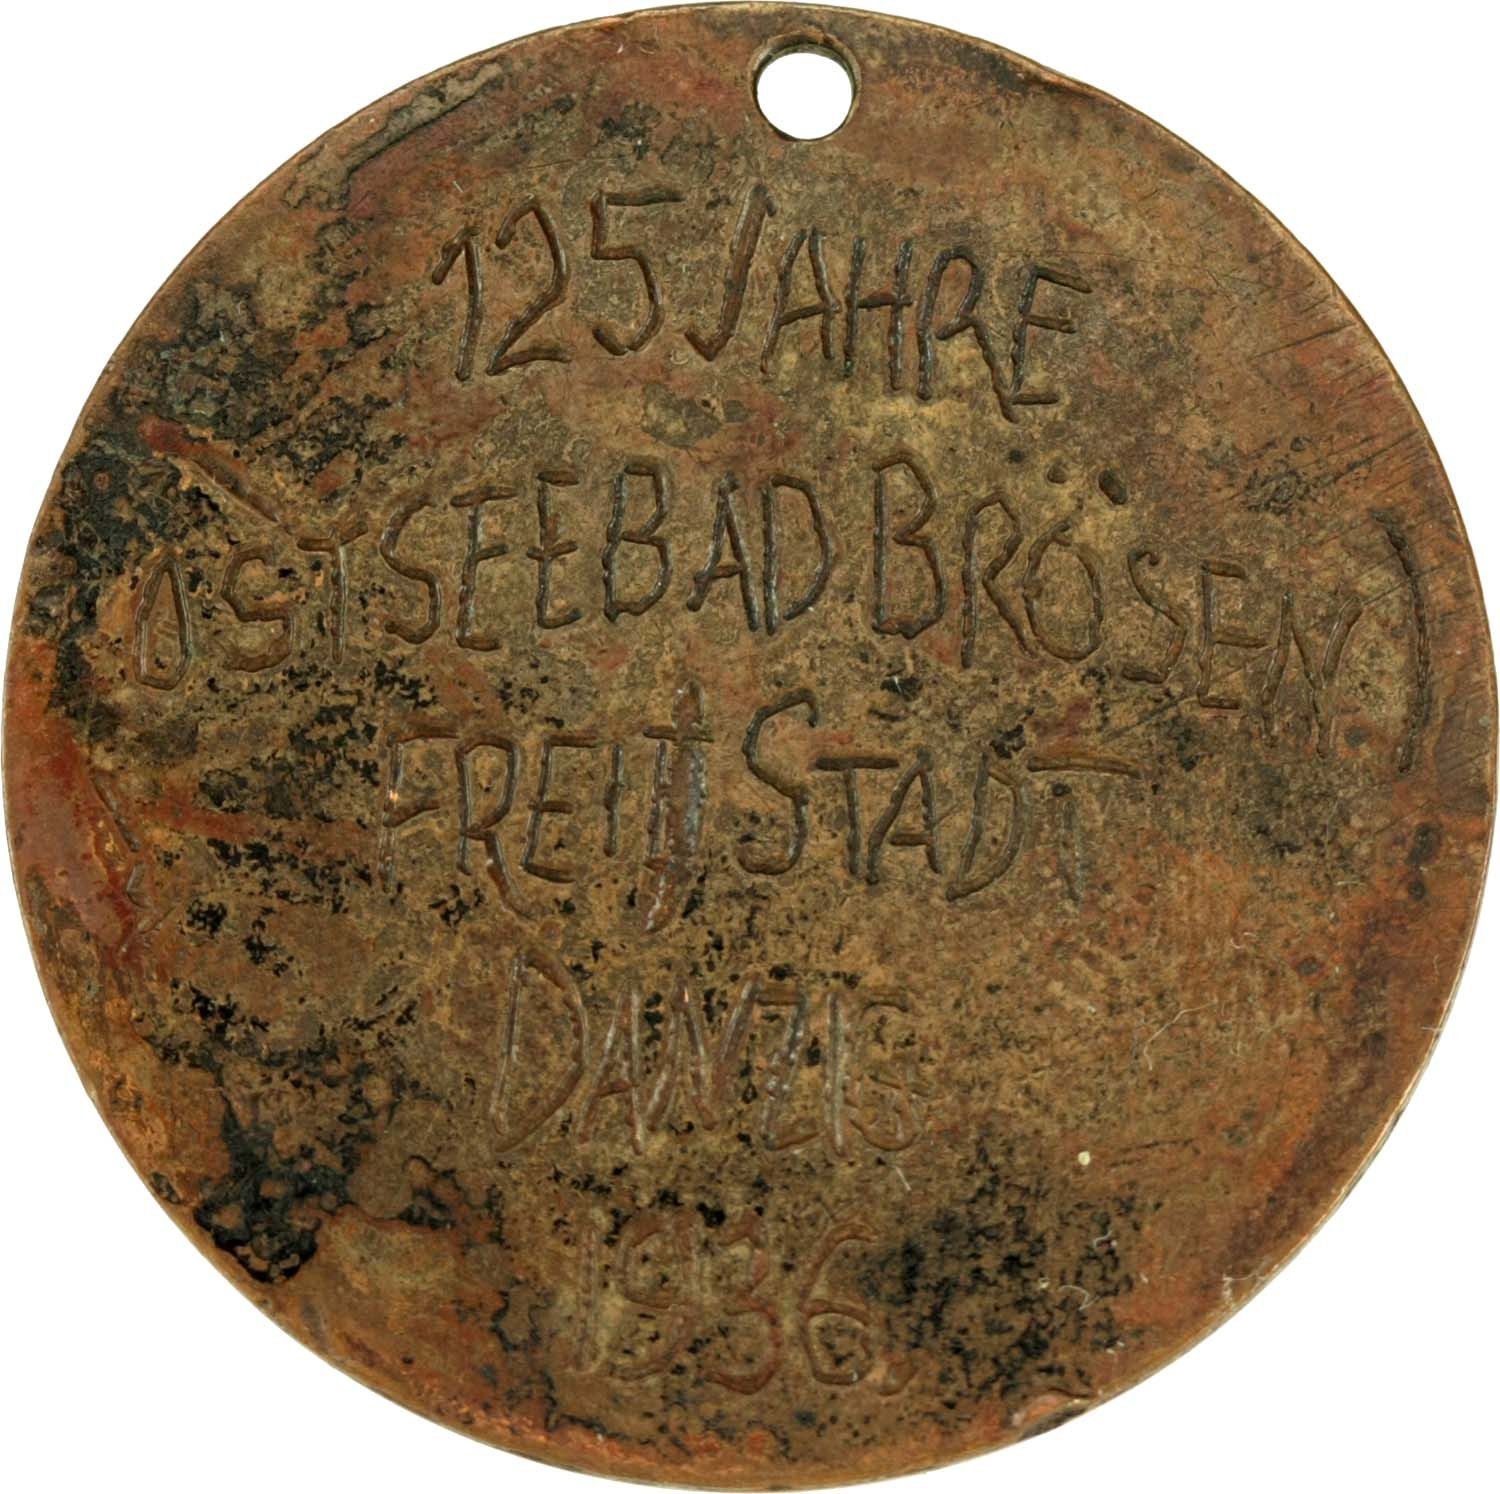 125 JAHRE
OSTSEEBAD BRÖSEN
FREIE STADT
DANZIG
1936.